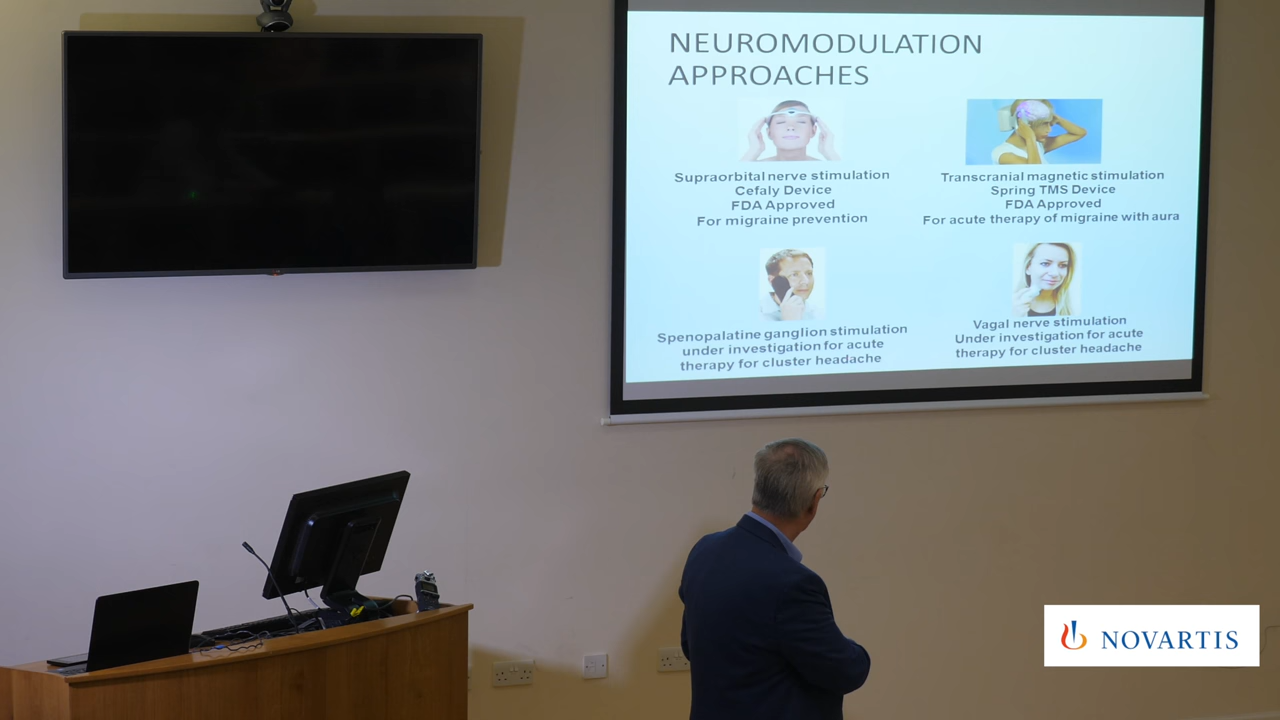 NEUROMODULATION
APPROACHES
Supraorbital nerve stimulation
Cefaly Device
FDA Approved
For migraine prevention
Transcranial magnetic stimulation
Spring TMS Device
FDA Approved
For acute therapy of migraine with aura
Spenopalatine ganglion stimulation
under investigation for acute
therapy for cluster headache
Vagal nerve stimulation
Under investigation for acute
therapy for cluster headache
NOVARTIS